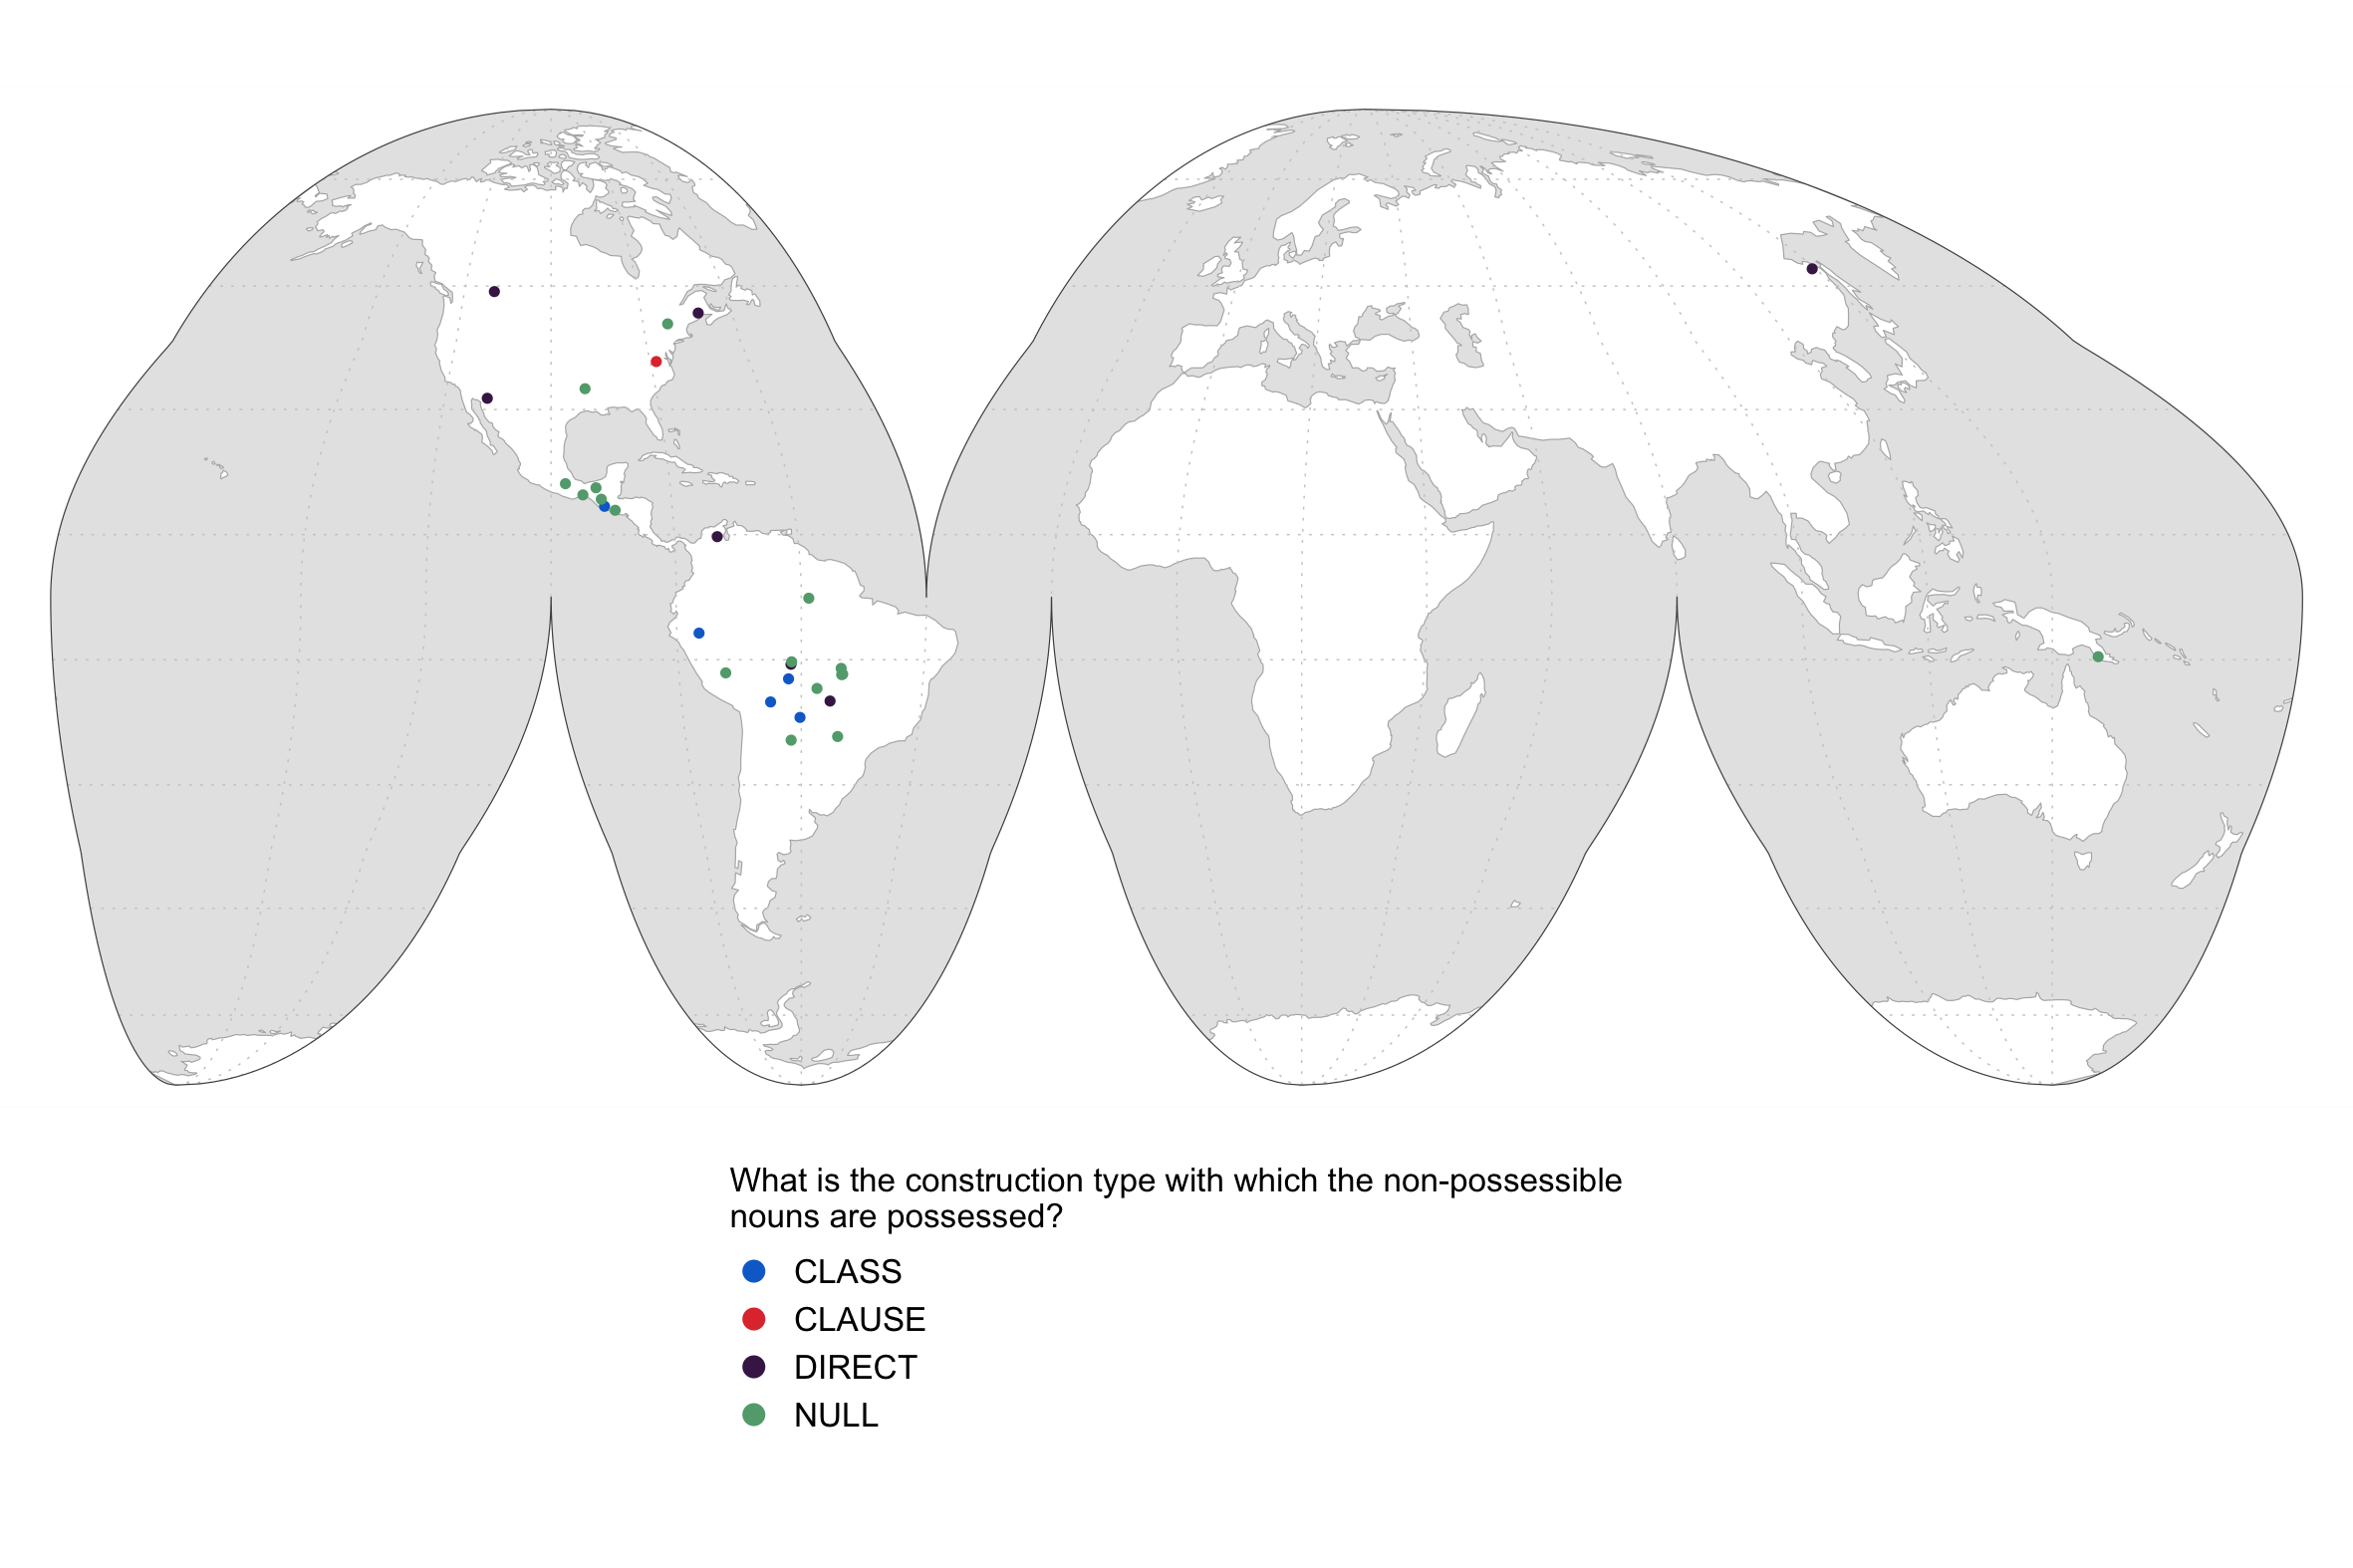 What is the construction type with which the non-possessible
nouns are possessed?
CLASS
CLAUSE
DIRECT
NULL